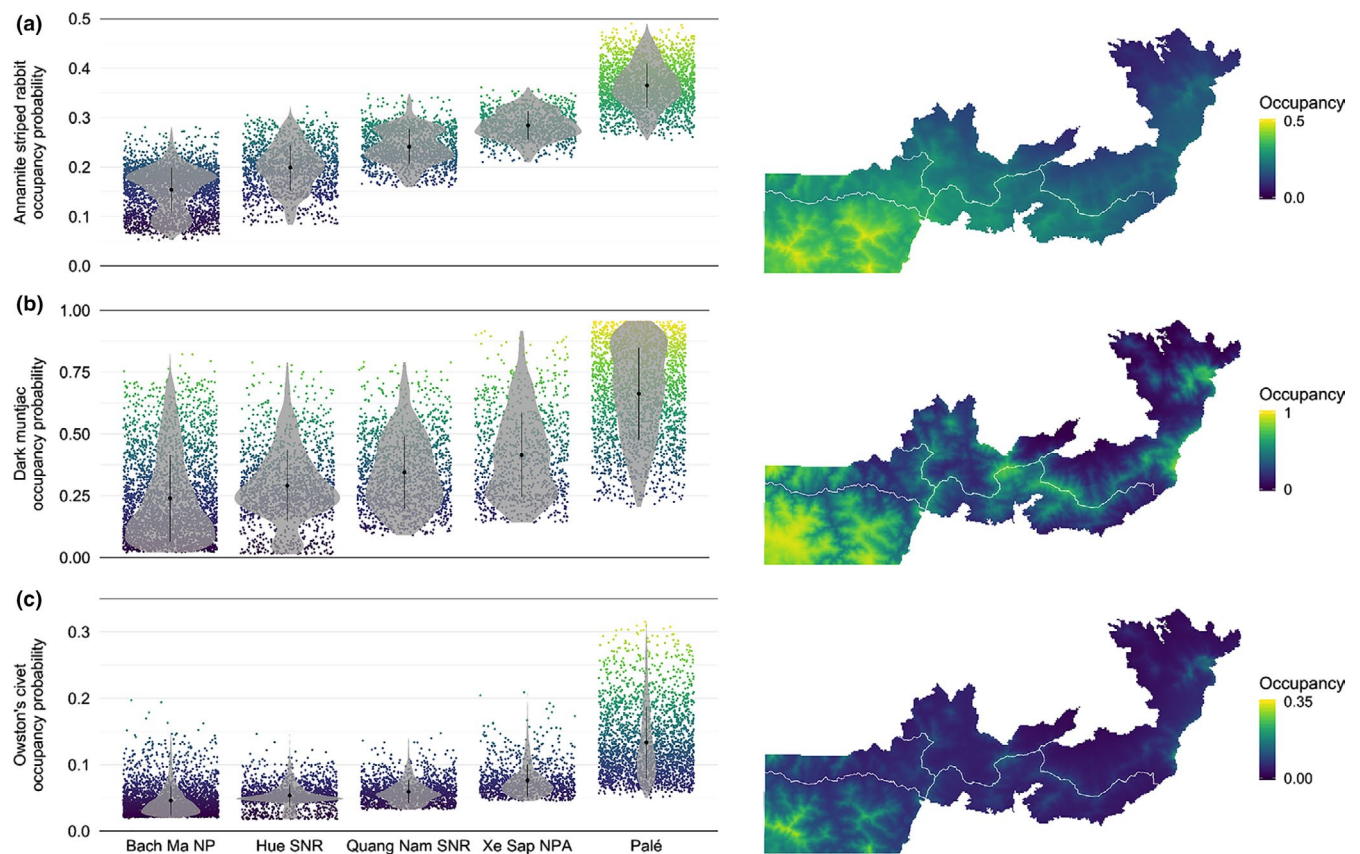 (a)
Annamite striped rabbit
occupancy probability
0.5
0.4
0.3
0.2
0.1
0.0
Occupancy
0.5
0.0
(b)
Dark muntjac
occupancy probability
1.00
0.75
0.50
0.25
0.00
Occupancy
1
0
(c)
Owston's civet
occupancy probability
0.3
0.2
0.1
0.0
Occupancy
0.35
0.00
Bach Ma NP
Hue SNR
Quang Nam SNR
Xe Sap NPA
Palé